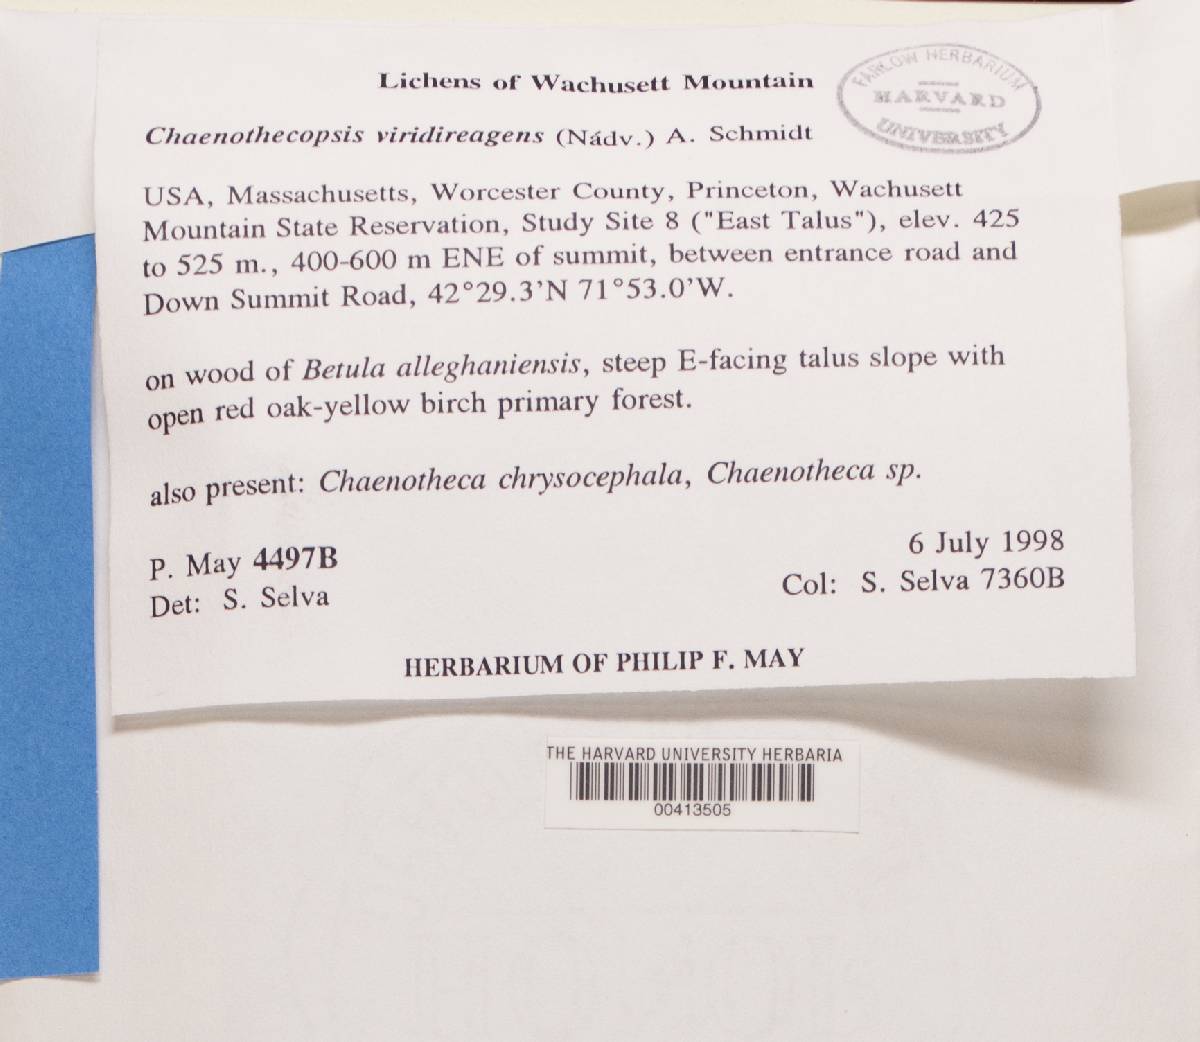 Lichens of Wachusett Mountain
FARLOW HERBARIUM
HARVARD
UNIVERSITY
Chaenothecopsis viridireagens (Nádv.) A. Schmidt
USA, Massachusetts, Worcester County, Princeton, Wachusett
Mountain State Reservation, Study Site 8 ("East Talus"), elev. 425
to 525 m., 400-600 m ENE of summit, between entrance road and
Down Summit Road, 42°29.3’N 71°53.0’W.
on wood of Betula alleghaniensis, steep E-facing talus slope with
open red oak-yellow birch primary forest.
also present: Chaenotheca chrysocephala, Chaenotheca sp.
P. May 4497B
6 July 1998
Det: S. Selva
Col: S. Selva 7360B
HERBARIUM OF PHILIP F. MAY
THE HARVARD UNIVERSITY HERBARIA
00413505